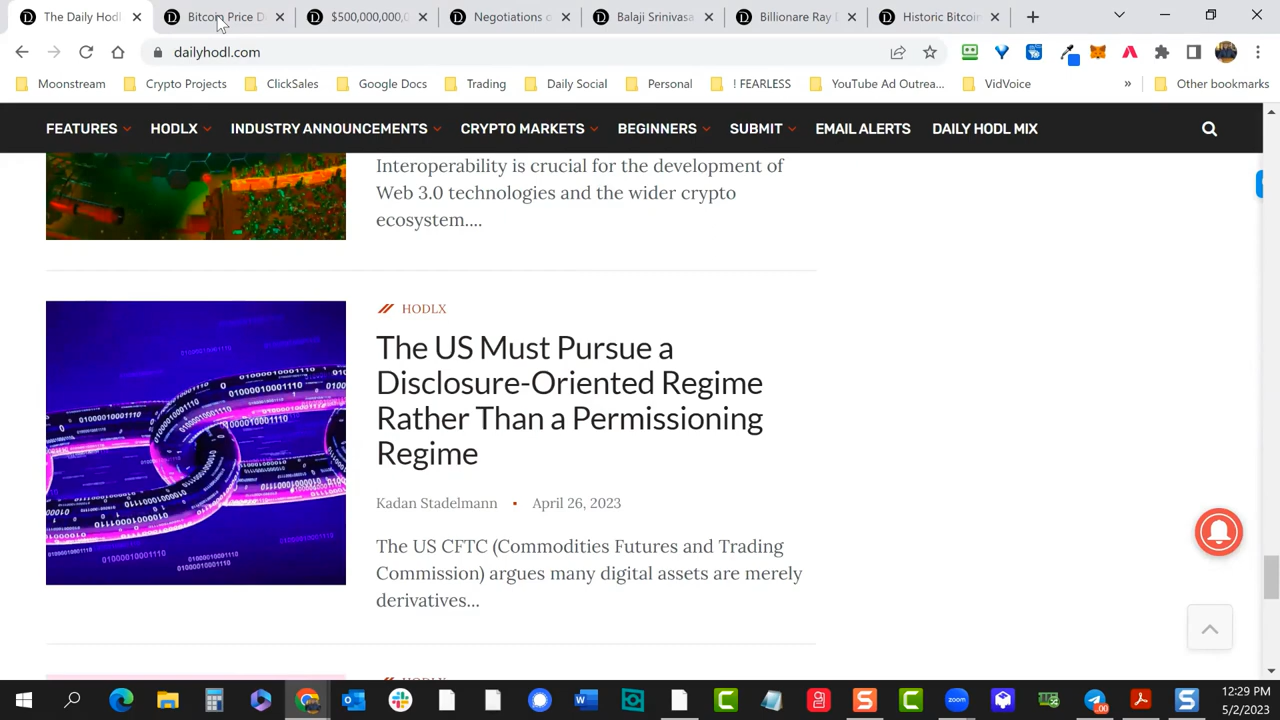 The Daily Hodl
Bitcoin Price D
$500,000,000,
Negotiations o
Balaji Srinivasa
Billionare Ray
Historic Bitcoin
dailyhodl.com
Moonstream
Crypto Projects
ClickSales
Google Docs
Trading
Daily Social
Personal
! FEARLESS
YouTube Ad Outrea...
VidVoice
»
Other bookmarks
FEATURES
HODLX
INDUSTRY ANNOUNCEMENTS
CRYPTO MARKETS
BEGINNERS
SUBMIT
EMAIL ALERTS
DAILY HODL MIX
Interoperability is crucial for the development of
Web 3.0 technologies and the wider crypto
ecosystem....
HODLX
The US Must Pursue a
Disclosure-Oriented Regime
Rather Than a Permissioning
Regime
Kadan Stadelmann • April 26, 2023
The US CFTC (Commodities Futures and Trading
Commission) argues many digital assets are merely
derivatives...
HODLX
zoom
12:29 PM
5/2/2023